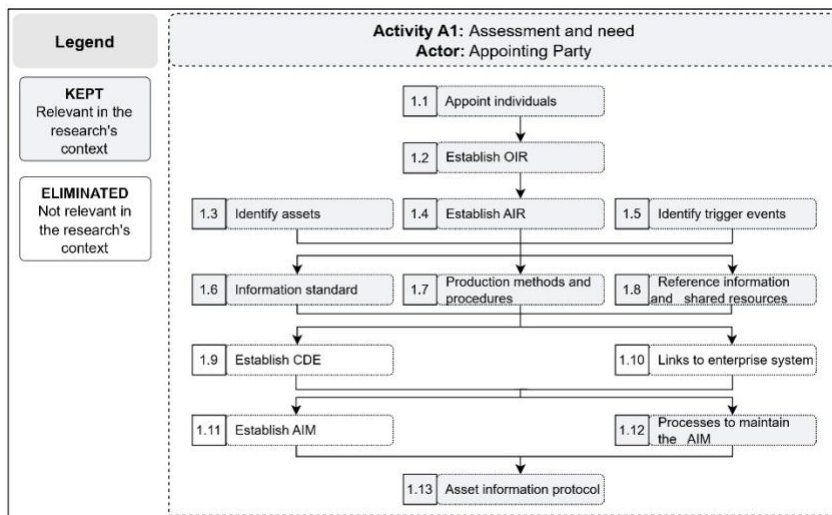 Legend
KEPT
Relevant in the
research's
context
ELIMINATED
Not relevant in
the research's
context
Activity A1: Assessment and need
Actor: Appointing Party
1.1 Appoint individuals
1.2 Establish OIR
1.3 Identify assets
1.4 Establish AIR
1.5 Identify trigger events
1.6 Information standard
1.7 Production methods and
procedures
1.8 Reference information
and shared resources
1.9 Establish CDE
1.10 Links to enterprise system
1.11 Establish AIM
1.12 Processes to maintain
the AIM
1.13 Asset information protocol